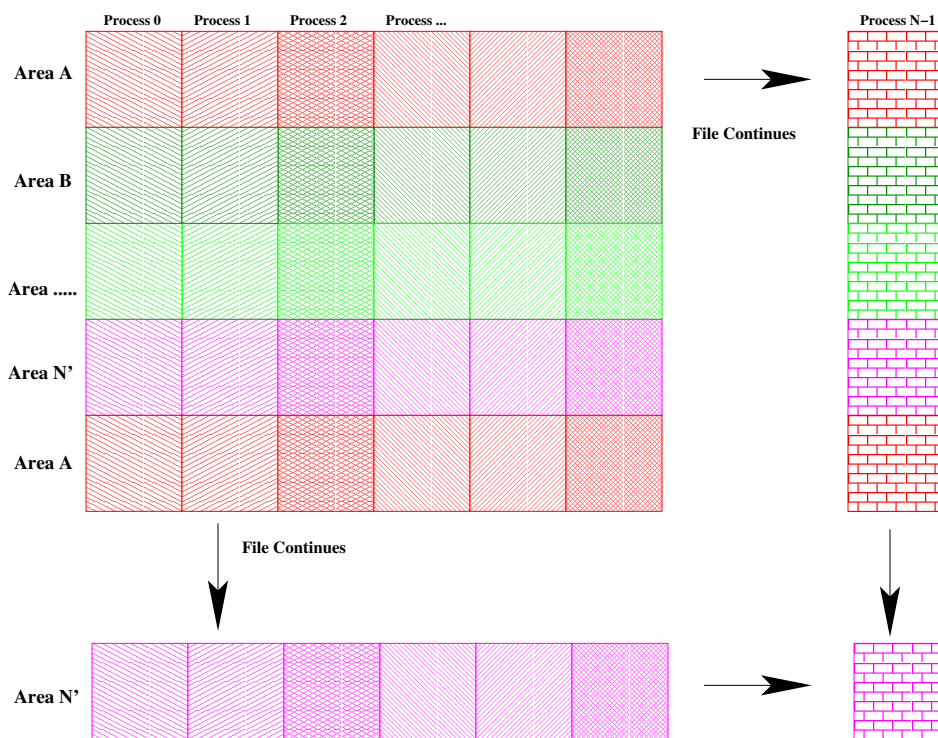 Process 0 Process 1 Process 2 Process ... Process N-1
Area A
File Continues
Area B
Area .....
Area N'
Area A
File Continues
Area N'